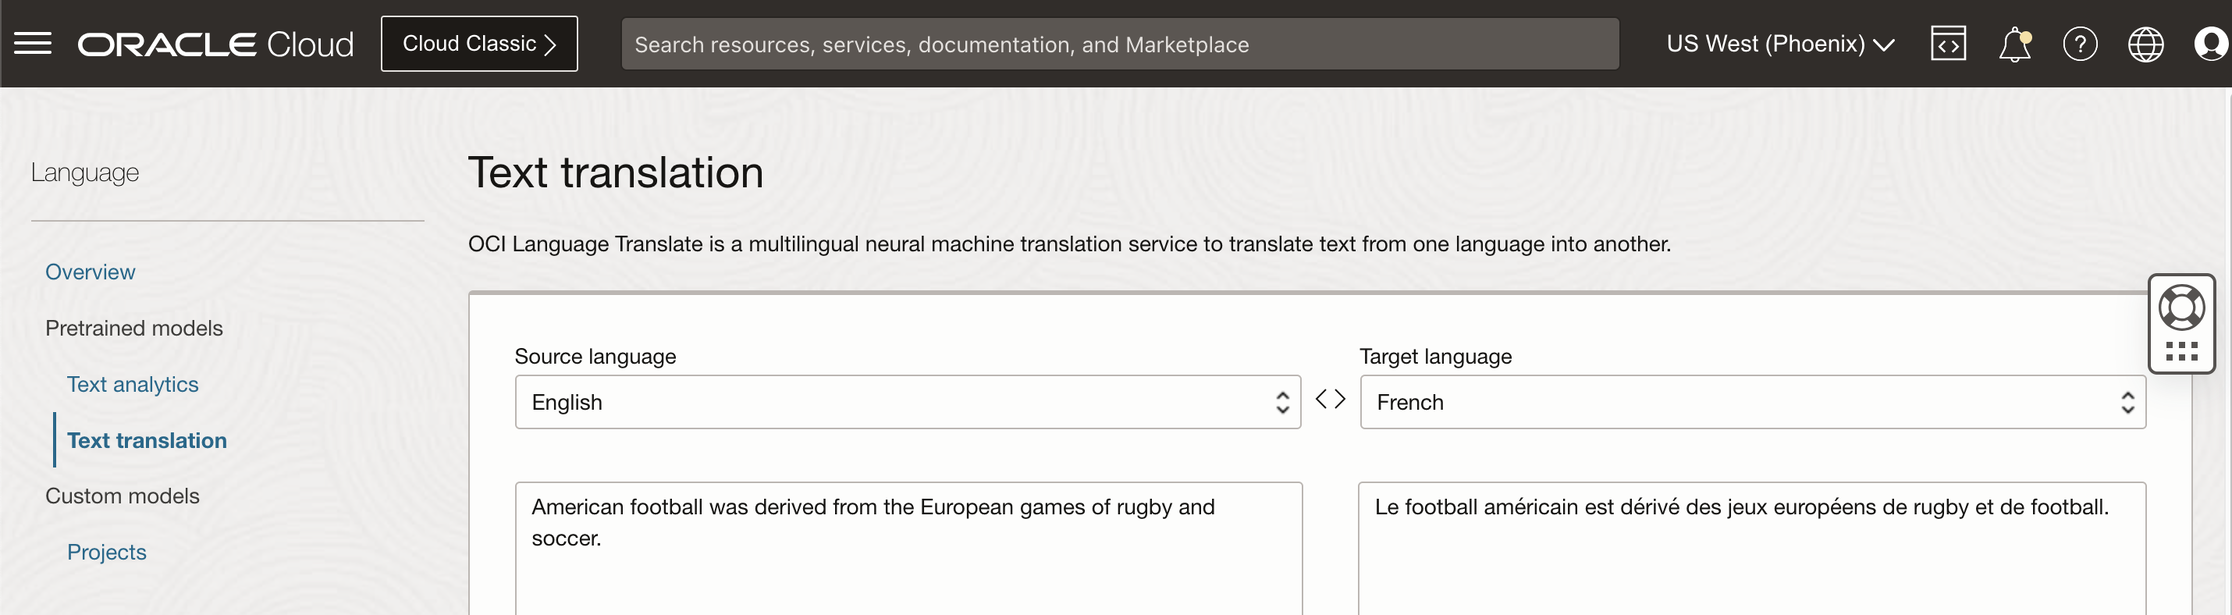 ORACLE Cloud
Cloud Classic
Search resources, services, documentation, and Marketplace
US West (Phoenix)
Language
Overview
Pretrained models
Text analytics
Text translation
Custom models
Projects
Text translation
OCI Language Translate is a multilingual neural machine translation service to translate text from one language into another.
Source language
English
Target language
French
American football was derived from the European games of rugby and
soccer.
Le football américain est dérivé des jeux européens de rugby et de football.